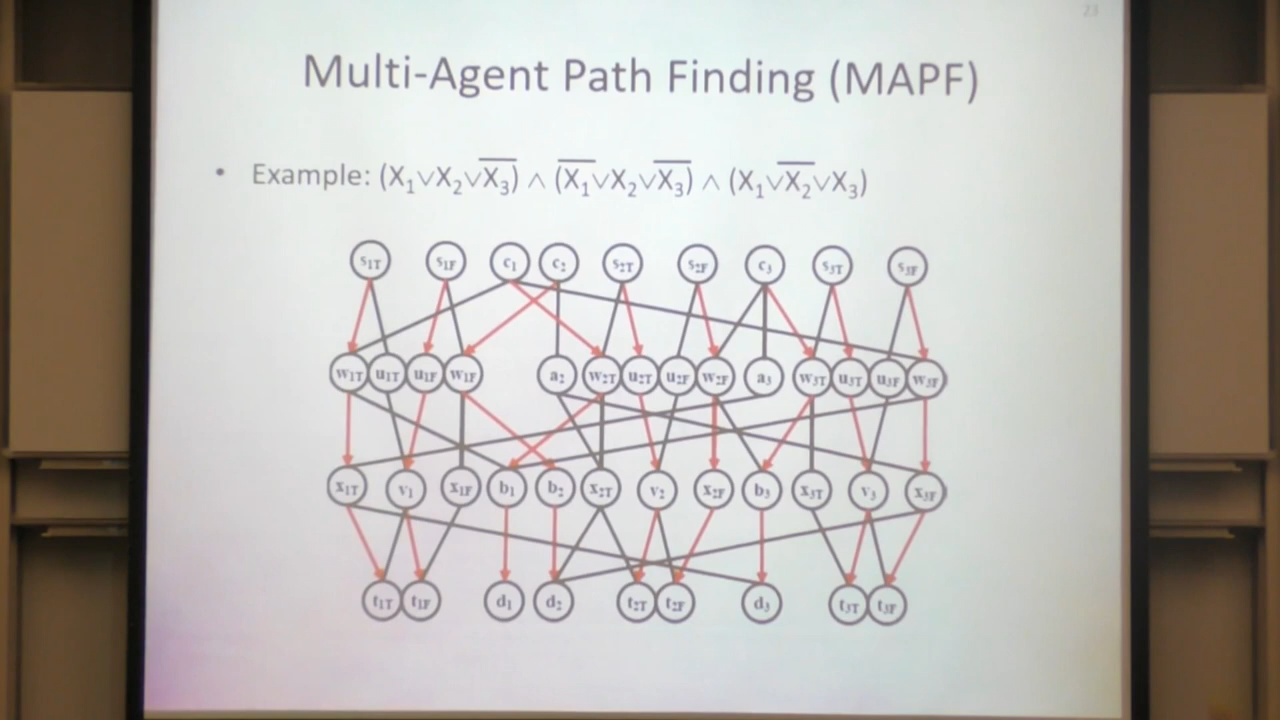 23
Multi-Agent Path Finding (MAPF)
• Example: (X₁∨X₂∨X̅₃) ∧ (X̅₁∨X₂∨X̅₃) ∧ (X₁∨X̅₂∨X₃)
s1T s1F c1 c2 s2T s2F c3 s3T s3F
w1T u1T u1F w1F a2 w2T u2T u2F w2F a3 w3T u3T u3F w3F
x1T v1 x1F b1 b2 x2T v2 x2F b3 x3T v3 x3F
t1T t1F d1 d2 t2T t2F d3 t3T t3F